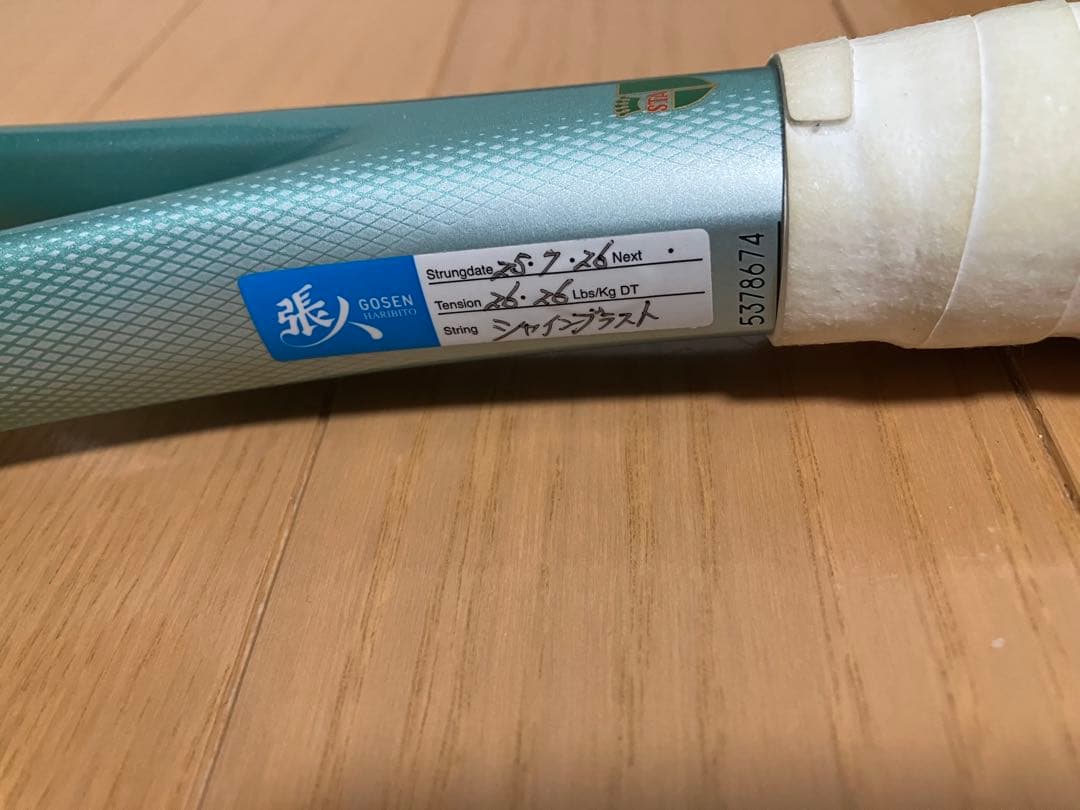 STA
張人 GOSEN
HARIBITO
Strungdate 25・7・26 Next ・
Tension 26・26 Lbs/Kg DT
String シャインブラスト
5378674